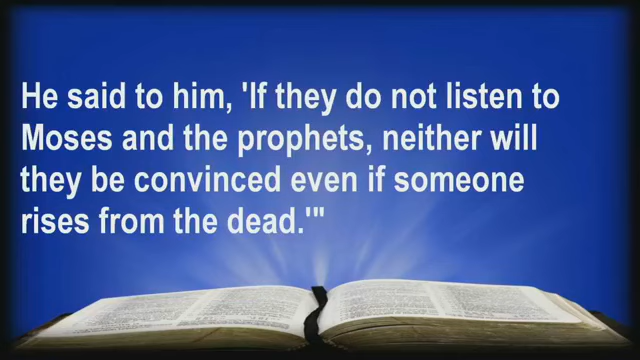 He said to him, 'If they do not listen to
Moses and the prophets, neither will
they be convinced even if someone
rises from the dead.'"